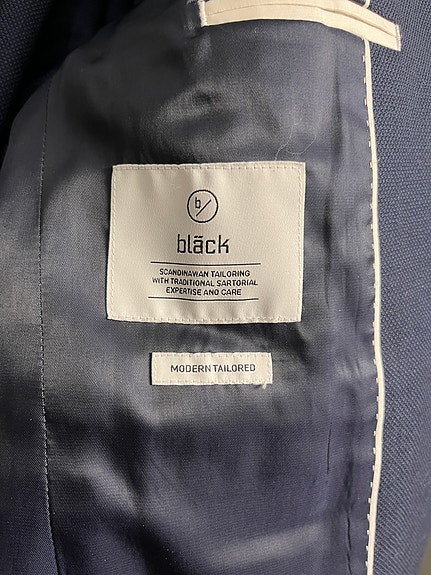 b/
bläck
SCANDINAVIAN TAILORING
WITH TRADITIONAL SARTORIAL
EXPERTISE AND CARE
MODERN TAILORED